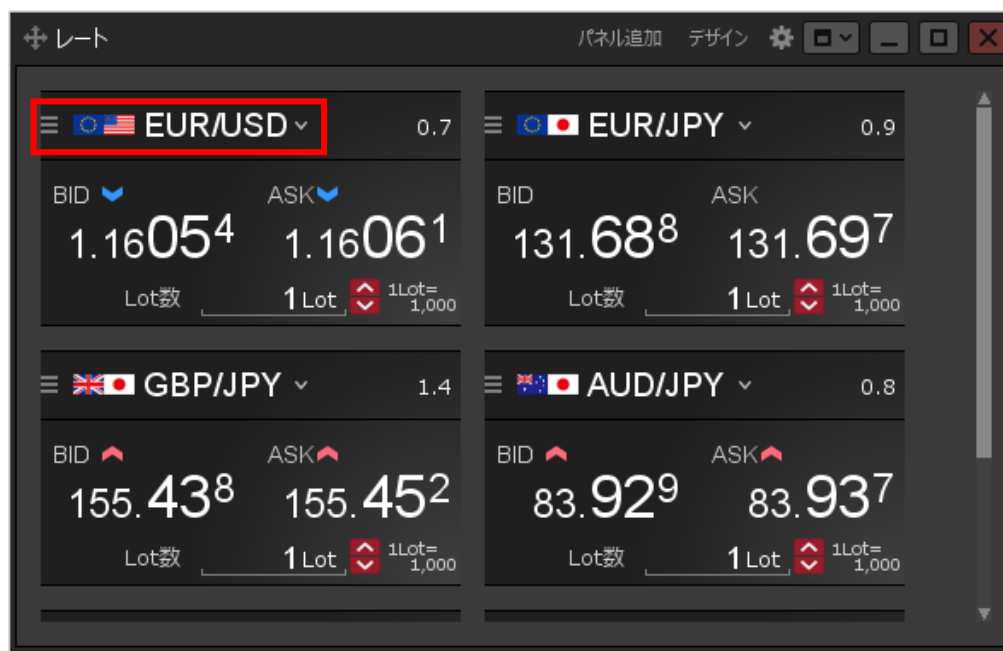 レート パネル追加 デザイン
EUR/USD 0.7
BID ASK
1.16054 1.16061
Lot数 1 Lot 1Lot= 1,000
EUR/JPY 0.9
BID ASK
131.688 131.697
Lot数 1 Lot 1Lot= 1,000
GBP/JPY 1.4
BID ASK
155.438 155.452
Lot数 1 Lot 1Lot= 1,000
AUD/JPY 0.8
BID ASK
83.929 83.937
Lot数 1 Lot 1Lot= 1,000